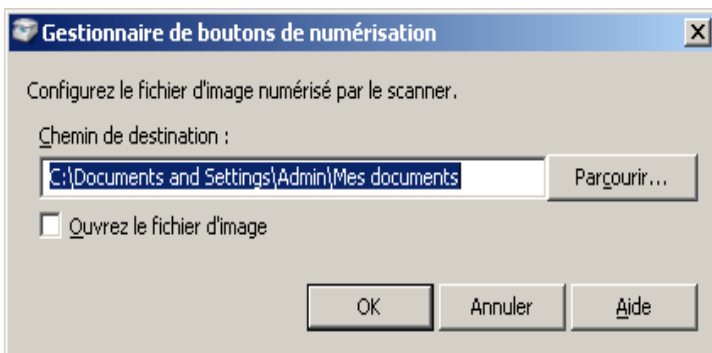 Gestionnaire de boutons de numérisation
Configurez le fichier d'image numérisé par le scanner.
Chemin de destination :
C:\Documents and Settings\Admin\Mes documents
Parcourir...
Ouvrez le fichier d'image
OK Annuler Aide